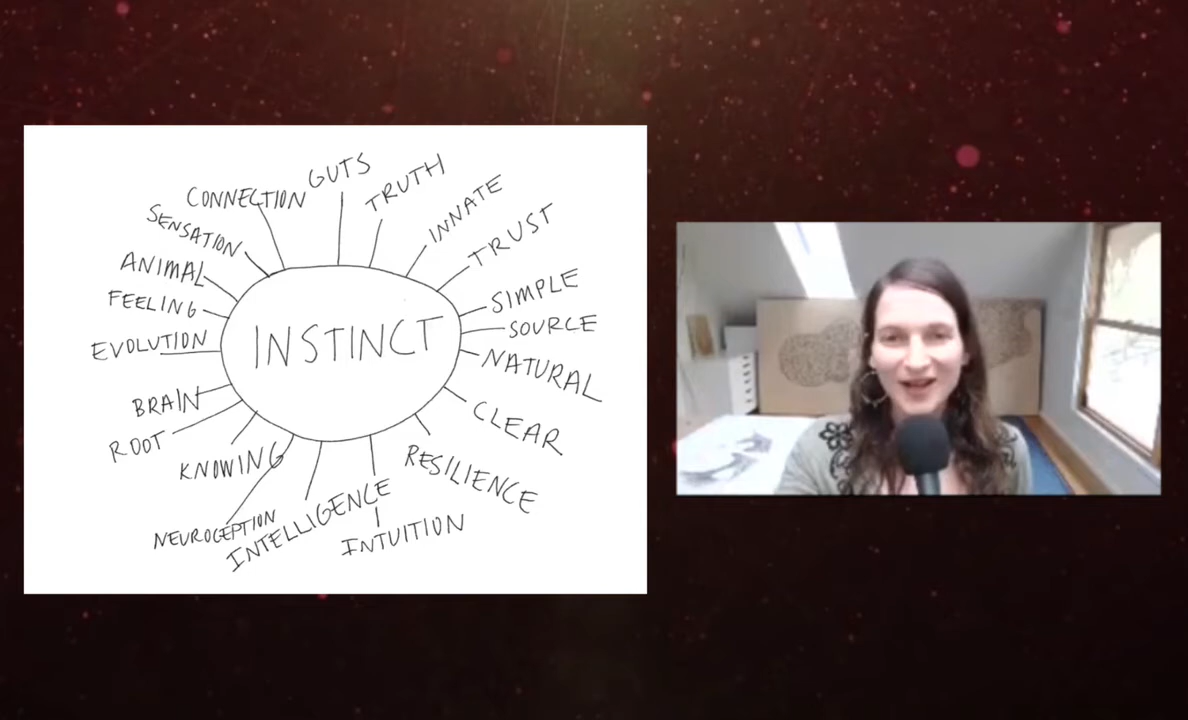 GUTS
TRUTH
CONNECTION
INNATE
SENSATION
TRUST
ANIMAL
SIMPLE
FEELING
SOURCE
EVOLUTION
INSTINCT
NATURAL
BRAIN
CLEAR
ROOT
KNOWING
RESILIENCE
NEUROCEPTION
INTELLIGENCE
INTUITION